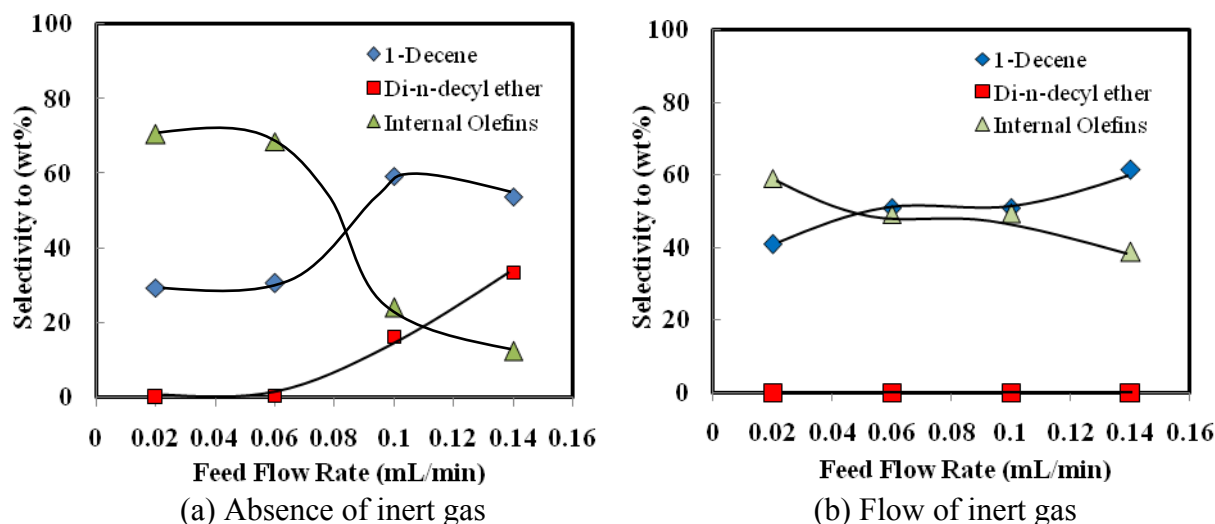 100
80
60
40
20
0
Selectivity to (wt%)
1-Decene
Di-n-decyl ether
Internal Olefins
0 0.02 0.04 0.06 0.08 0.1 0.12 0.14 0.16
Feed Flow Rate (mL/min)
(a) Absence of inert gas
100
80
60
40
20
0
Selectivity to (wt%)
1-Decene
Di-n-decyl ether
Internal Olefins
0 0.02 0.04 0.06 0.08 0.1 0.12 0.14 0.16
Feed Flow Rate (mL/min)
(b) Flow of inert gas